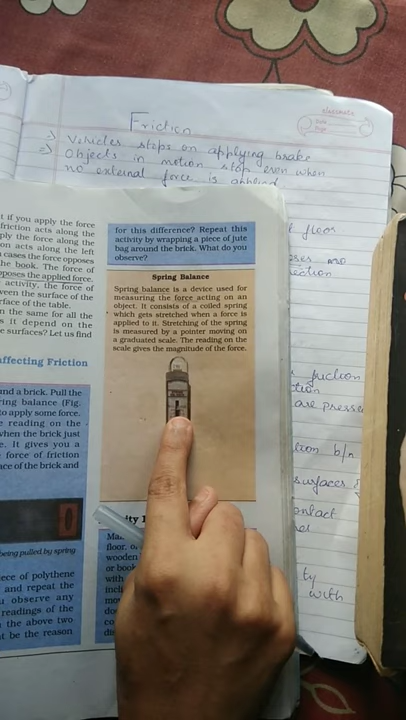 Friction
classmate
Date
Page
Vehicles stops on applying brake
Objects in motion stop even when
no external force is applied
t if you apply the force
friction acts along the
ply the force along the
on acts along the left
cases the force opposes
the book. The force of
opposes the applied force.
activity, the force of
ween the surface of the
rface of the table.
n the same for all the
s it depend on the
e surfaces? Let us find
affecting Friction
und a brick. Pull the
ring balance (Fig.
to apply some force.
e reading on the
when the brick just
e. It gives you a
force of friction
ace of the brick and
being pulled by spring
ece of polythene
and repeat the
u observe any
readings of the
the above two
t be the reason
for this difference? Repeat this
activity by wrapping a piece of jute
bag around the brick. What do you
observe?
Spring Balance
Spring balance is a device used for
measuring the force acting on an
object. It consists of a coiled spring
which gets stretched when a force is
applied to it. Stretching of the spring
is measured by a pointer moving on
a graduated scale. The reading on the
scale gives the magnitude of the force.
floor, o
wooden
or book
with
floor
friction
are presse
tion b/n
surfaces
ontact
ty
with